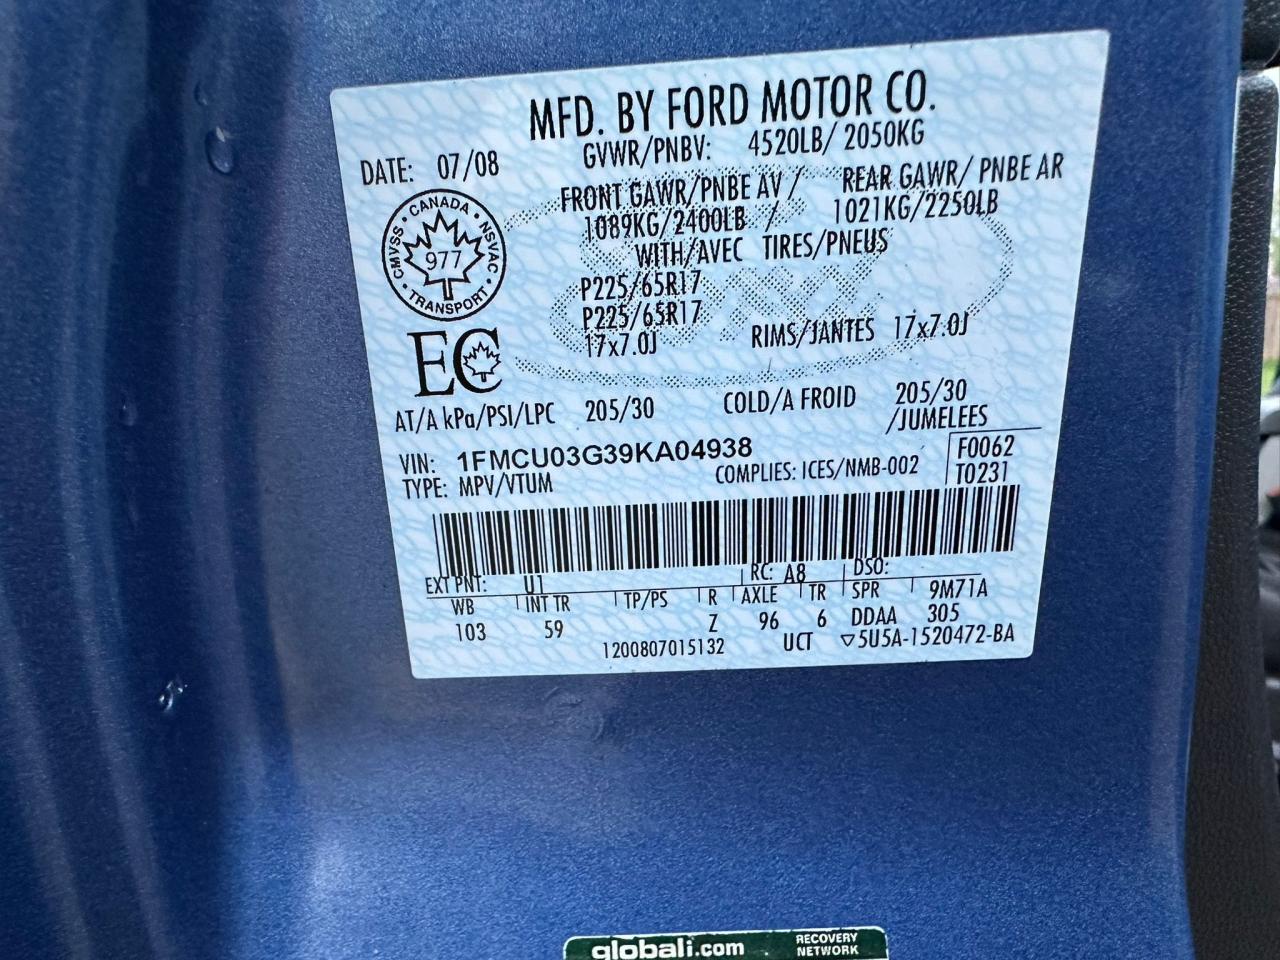 MFD. BY FORD MOTOR CO.
DATE: 07/08
GVWR/PNBV: 4520LB/ 2050KG
FRONT GAWR/PNBE AV / REAR GAWR/ PNBE AR
1089KG/2400LB / 1021KG/2250LB
WITH/AVEC TIRES/PNEUS
CMVSS · CANADA · NSVAC · TRANSPORT ·
977
P225/65R17
P225/65R17
17x7.0J RIMS/JANTES 17x7.0J
EC
AT/A kPa/PSI/LPC 205/30 COLD/A FROID 205/30
/JUMELEES
VIN: 1FMCU03G39KA04938
F0062
TYPE: MPV/VTUM COMPLIES: ICES/NMB-002 T0231
EXT PNT: U1 RC: A8 DSO:
WB INT TR TP/PS R AXLE TR SPR 9M71A
103 59 Z 96 6 DDAA 305
1200807015132 UCT ▽5U5A-1520472-BA
globali.com RECOVERY
NETWORK